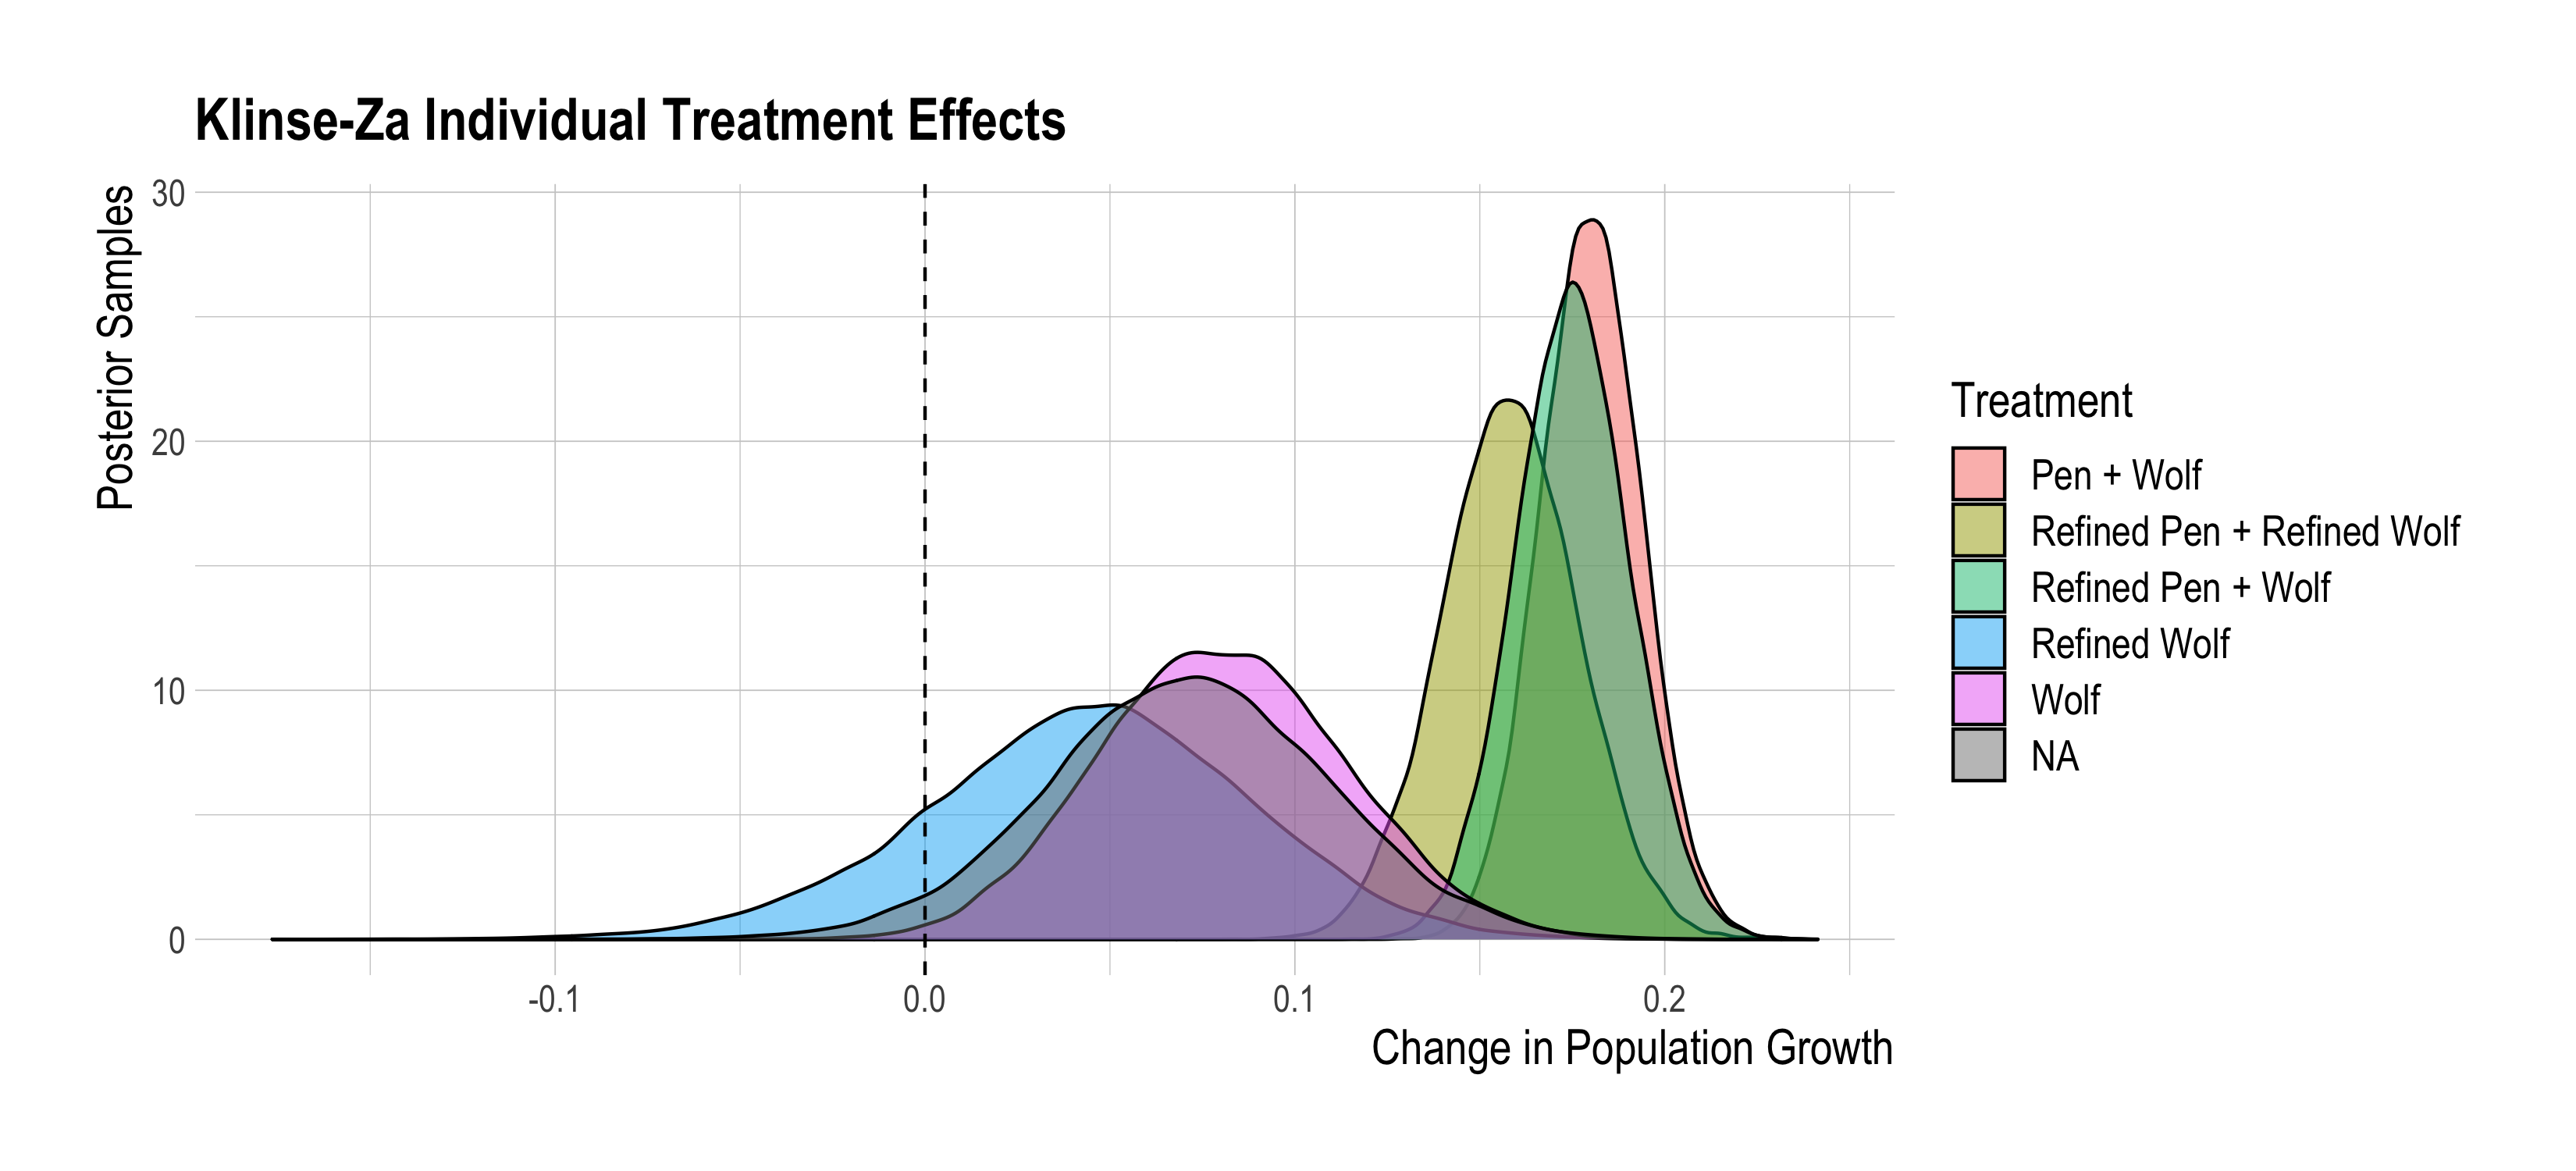 Klinse-Za Individual Treatment Effects
Posterior Samples
30
20
10
0
-0.1
0.0
0.1
0.2
Change in Population Growth
Treatment
Pen + Wolf
Refined Pen + Refined Wolf
Refined Pen + Wolf
Refined Wolf
Wolf
NA